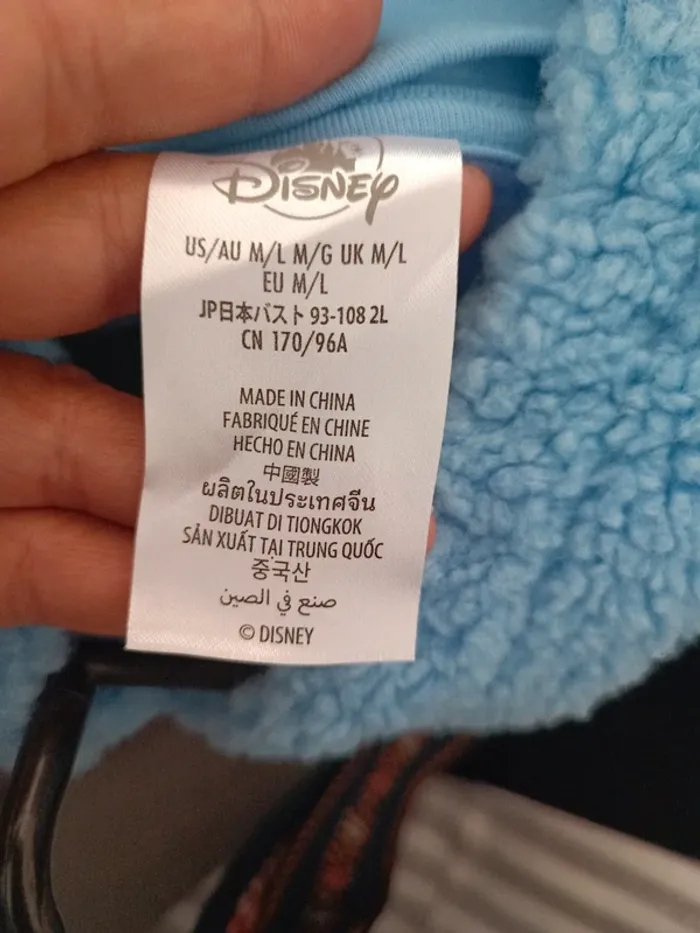 DISNEY
US/AU M/L M/G UK M/L
EU M/L
JP日本バスト 93-108 2L
CN 170/96A
MADE IN CHINA
FABRIQUÉ EN CHINE
HECHO EN CHINA
中國製
ผลิตในประเทศจีน
DIBUAT DI TIONGKOK
SẢN XUẤT TẠI TRUNG QUỐC
중국산
صنع في الصين
© DISNEY